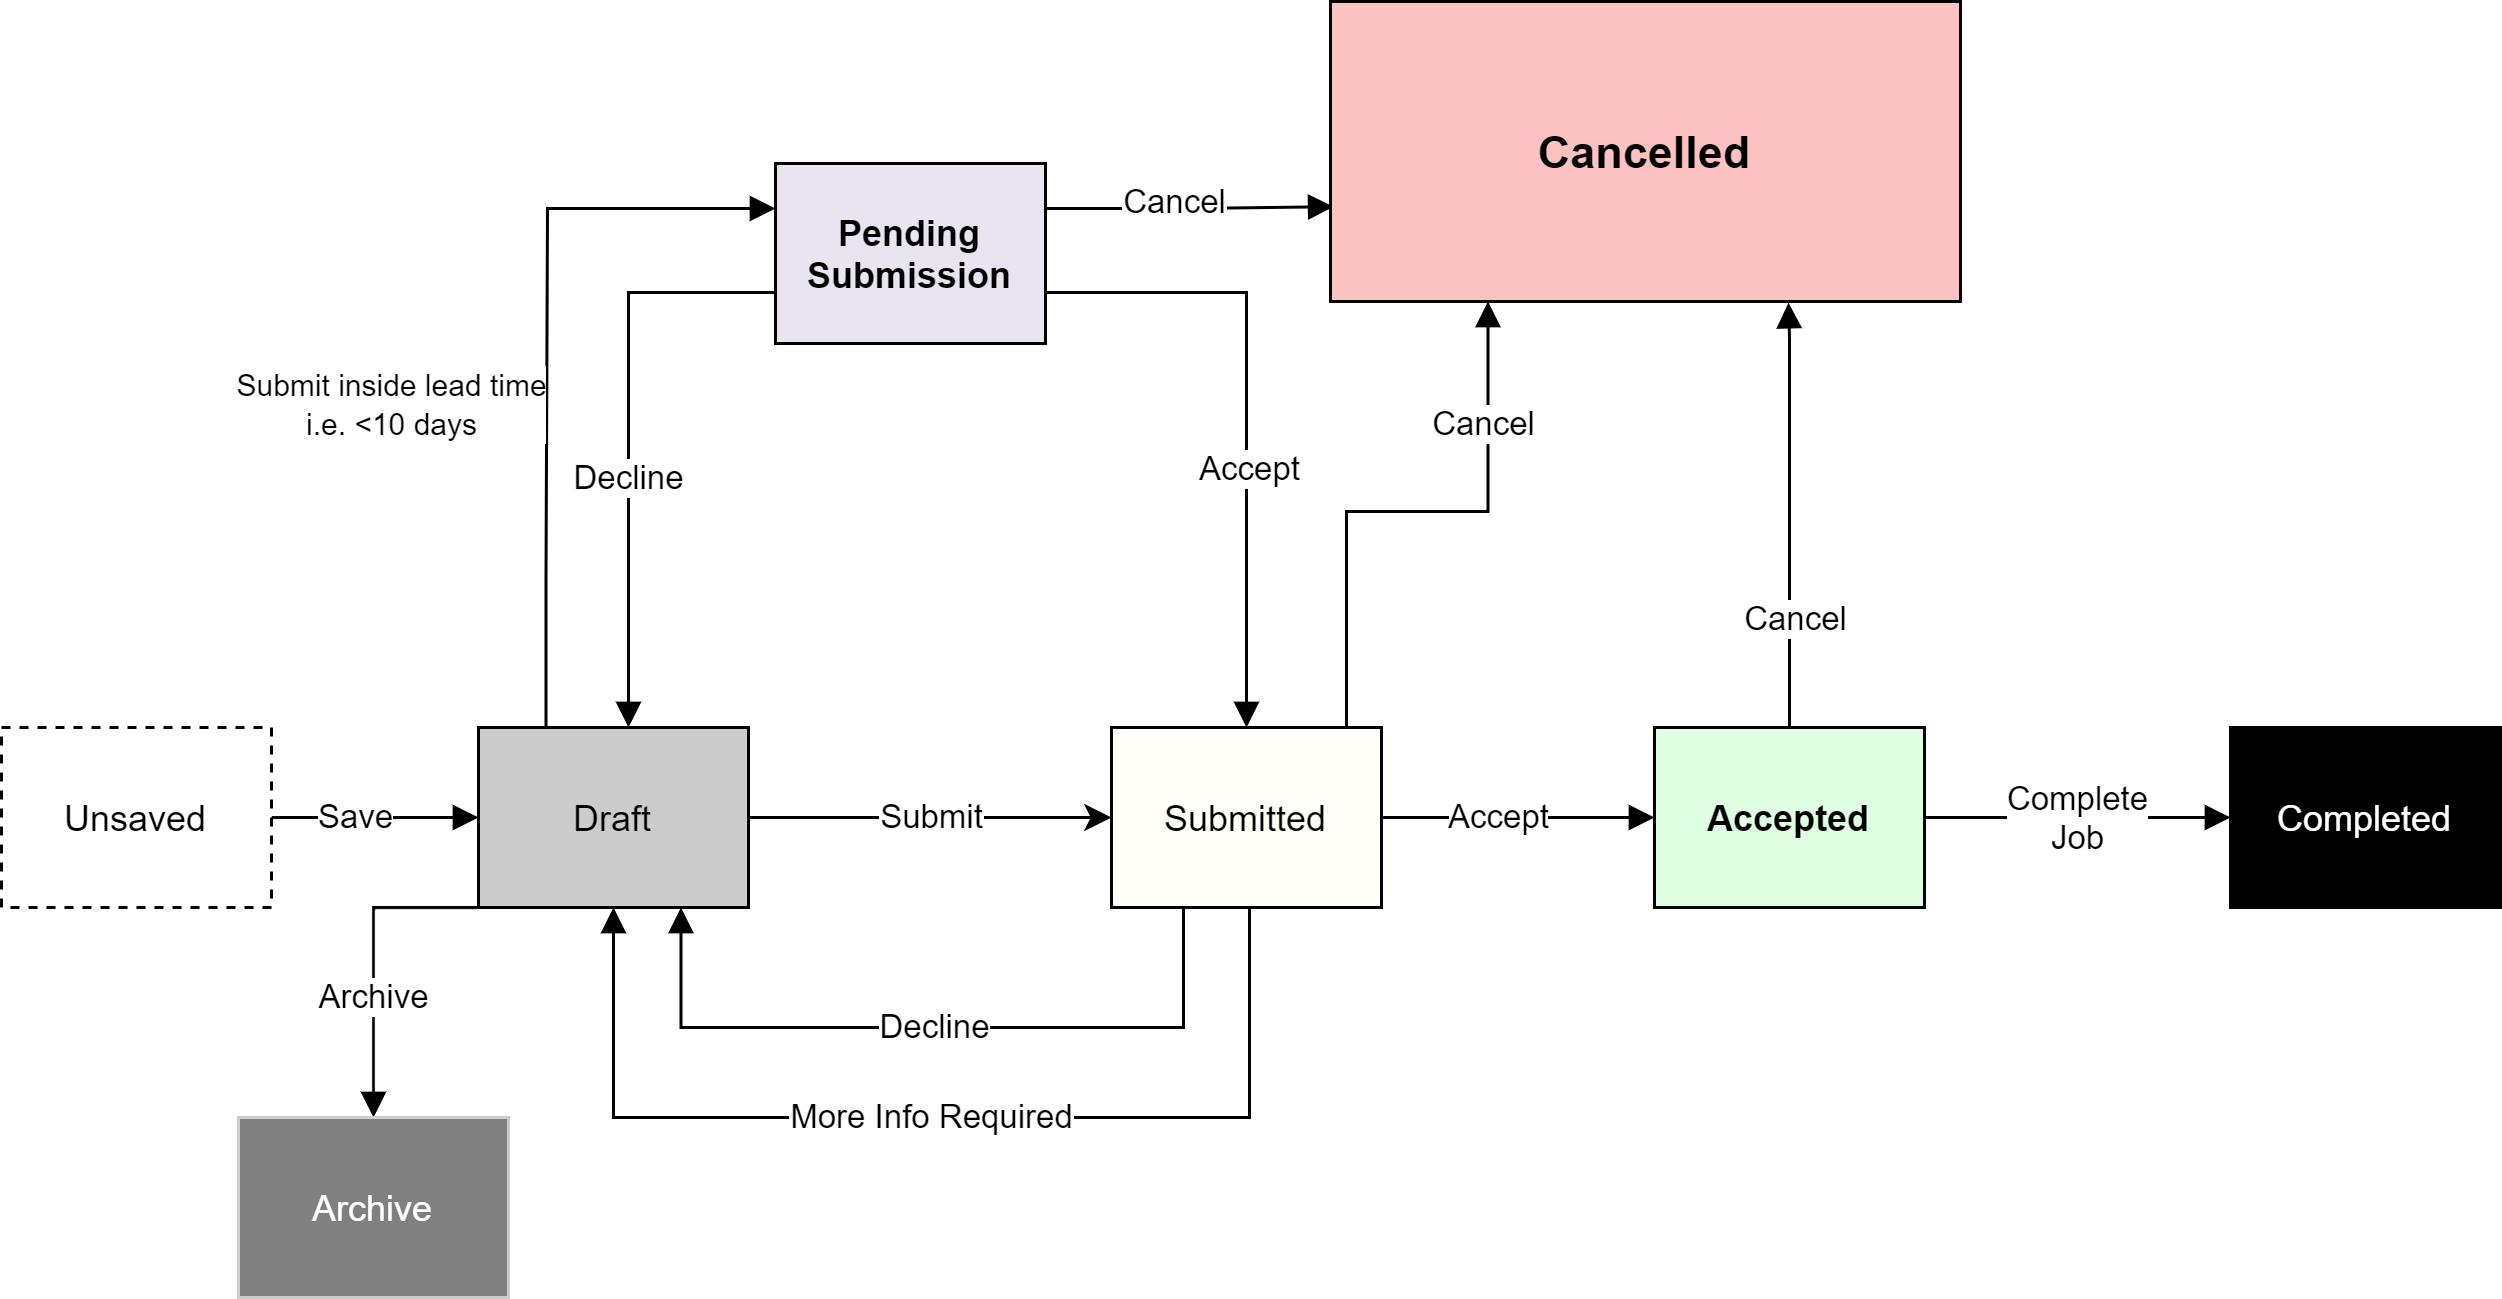 Cancelled
Cancel
Pending
Submission
Submit inside lead time
i.e. <10 days
Decline
Accept
Cancel
Cancel
Unsaved
Save
Draft
Submit
Submitted
Accept
Accepted
Complete
Job
Completed
Archive
Decline
More Info Required
Archive